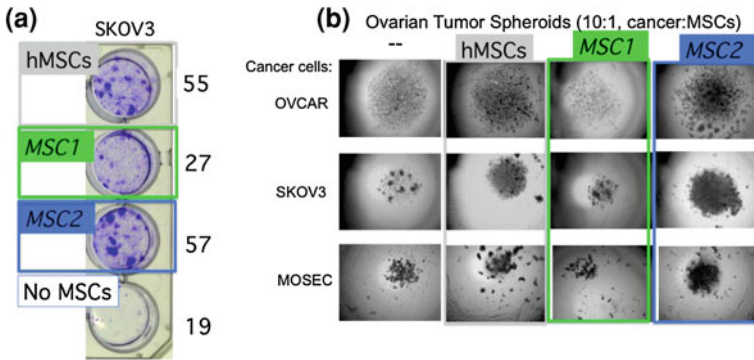 (a)
SKOV3
hMSCs
55
MSC1
27
MSC2
57
No MSCs
19
(b)
Ovarian Tumor Spheroids (10:1, cancer:MSCs)
-- hMSCs MSC1 MSC2
Cancer cells:
OVCAR
SKOV3
MOSEC